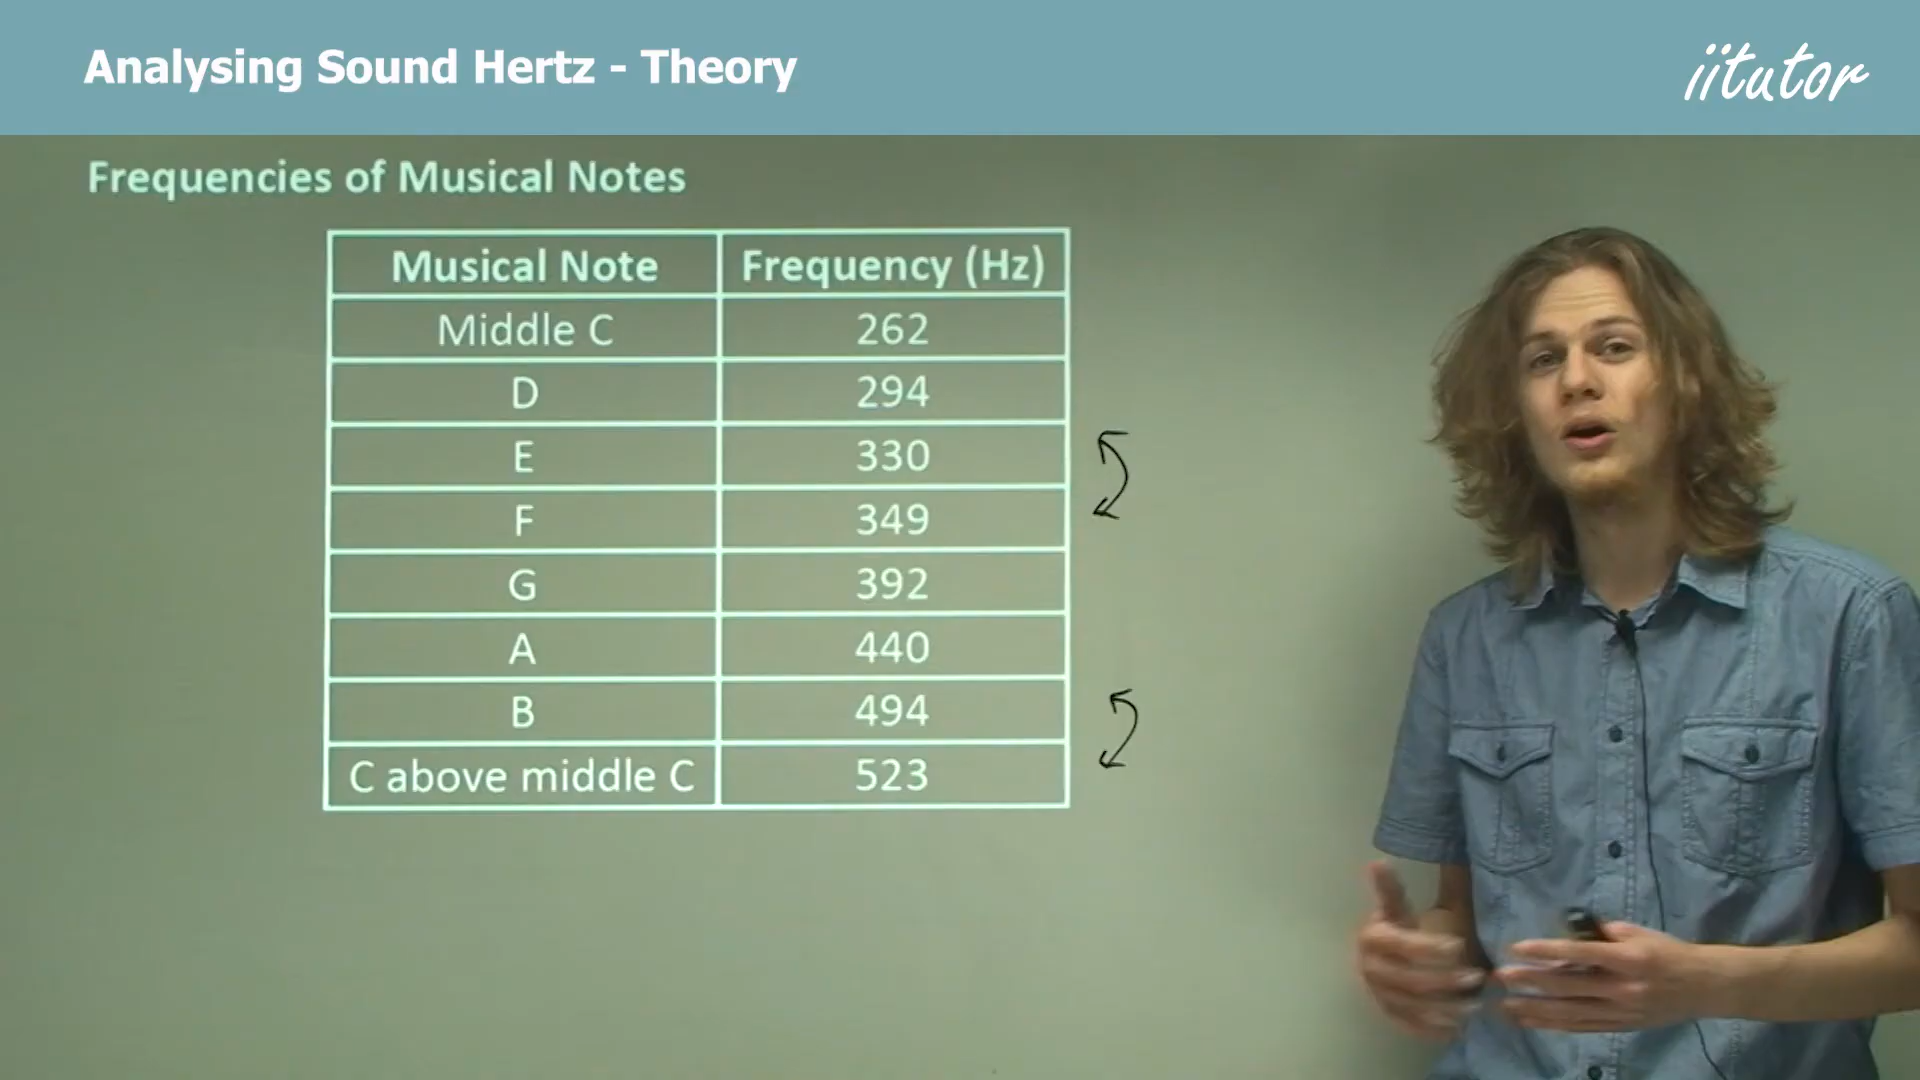 Analysing Sound Hertz - Theory
iitutor
Frequencies of Musical Notes
Musical Note Frequency (Hz)
Middle C 262
D 294
E 330
F 349
G 392
A 440
B 494
C above middle C 523